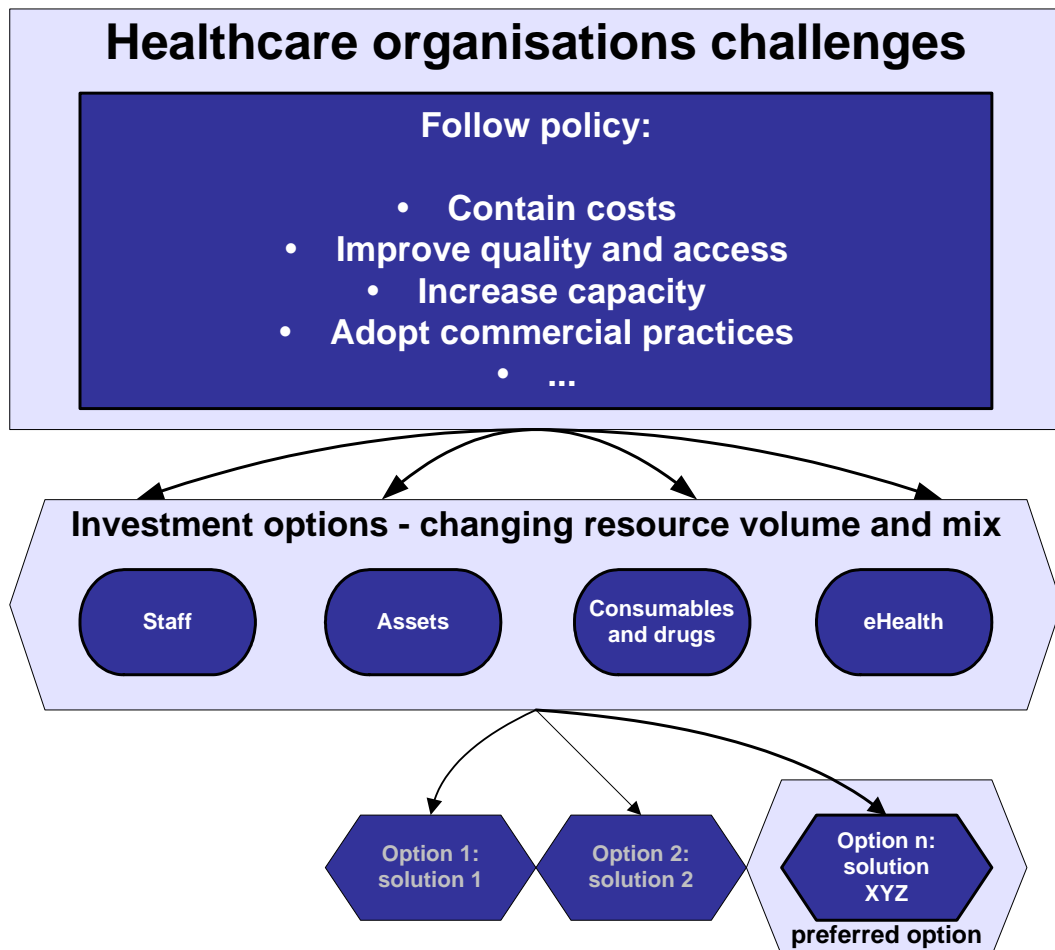 Healthcare organisations challenges
Follow policy:
• Contain costs
• Improve quality and access
• Increase capacity
• Adopt commercial practices
• ...
Investment options - changing resource volume and mix
Staff
Assets
Consumables
and drugs
eHealth
Option 1:
solution 1
Option 2:
solution 2
Option n:
solution
XYZ
preferred option